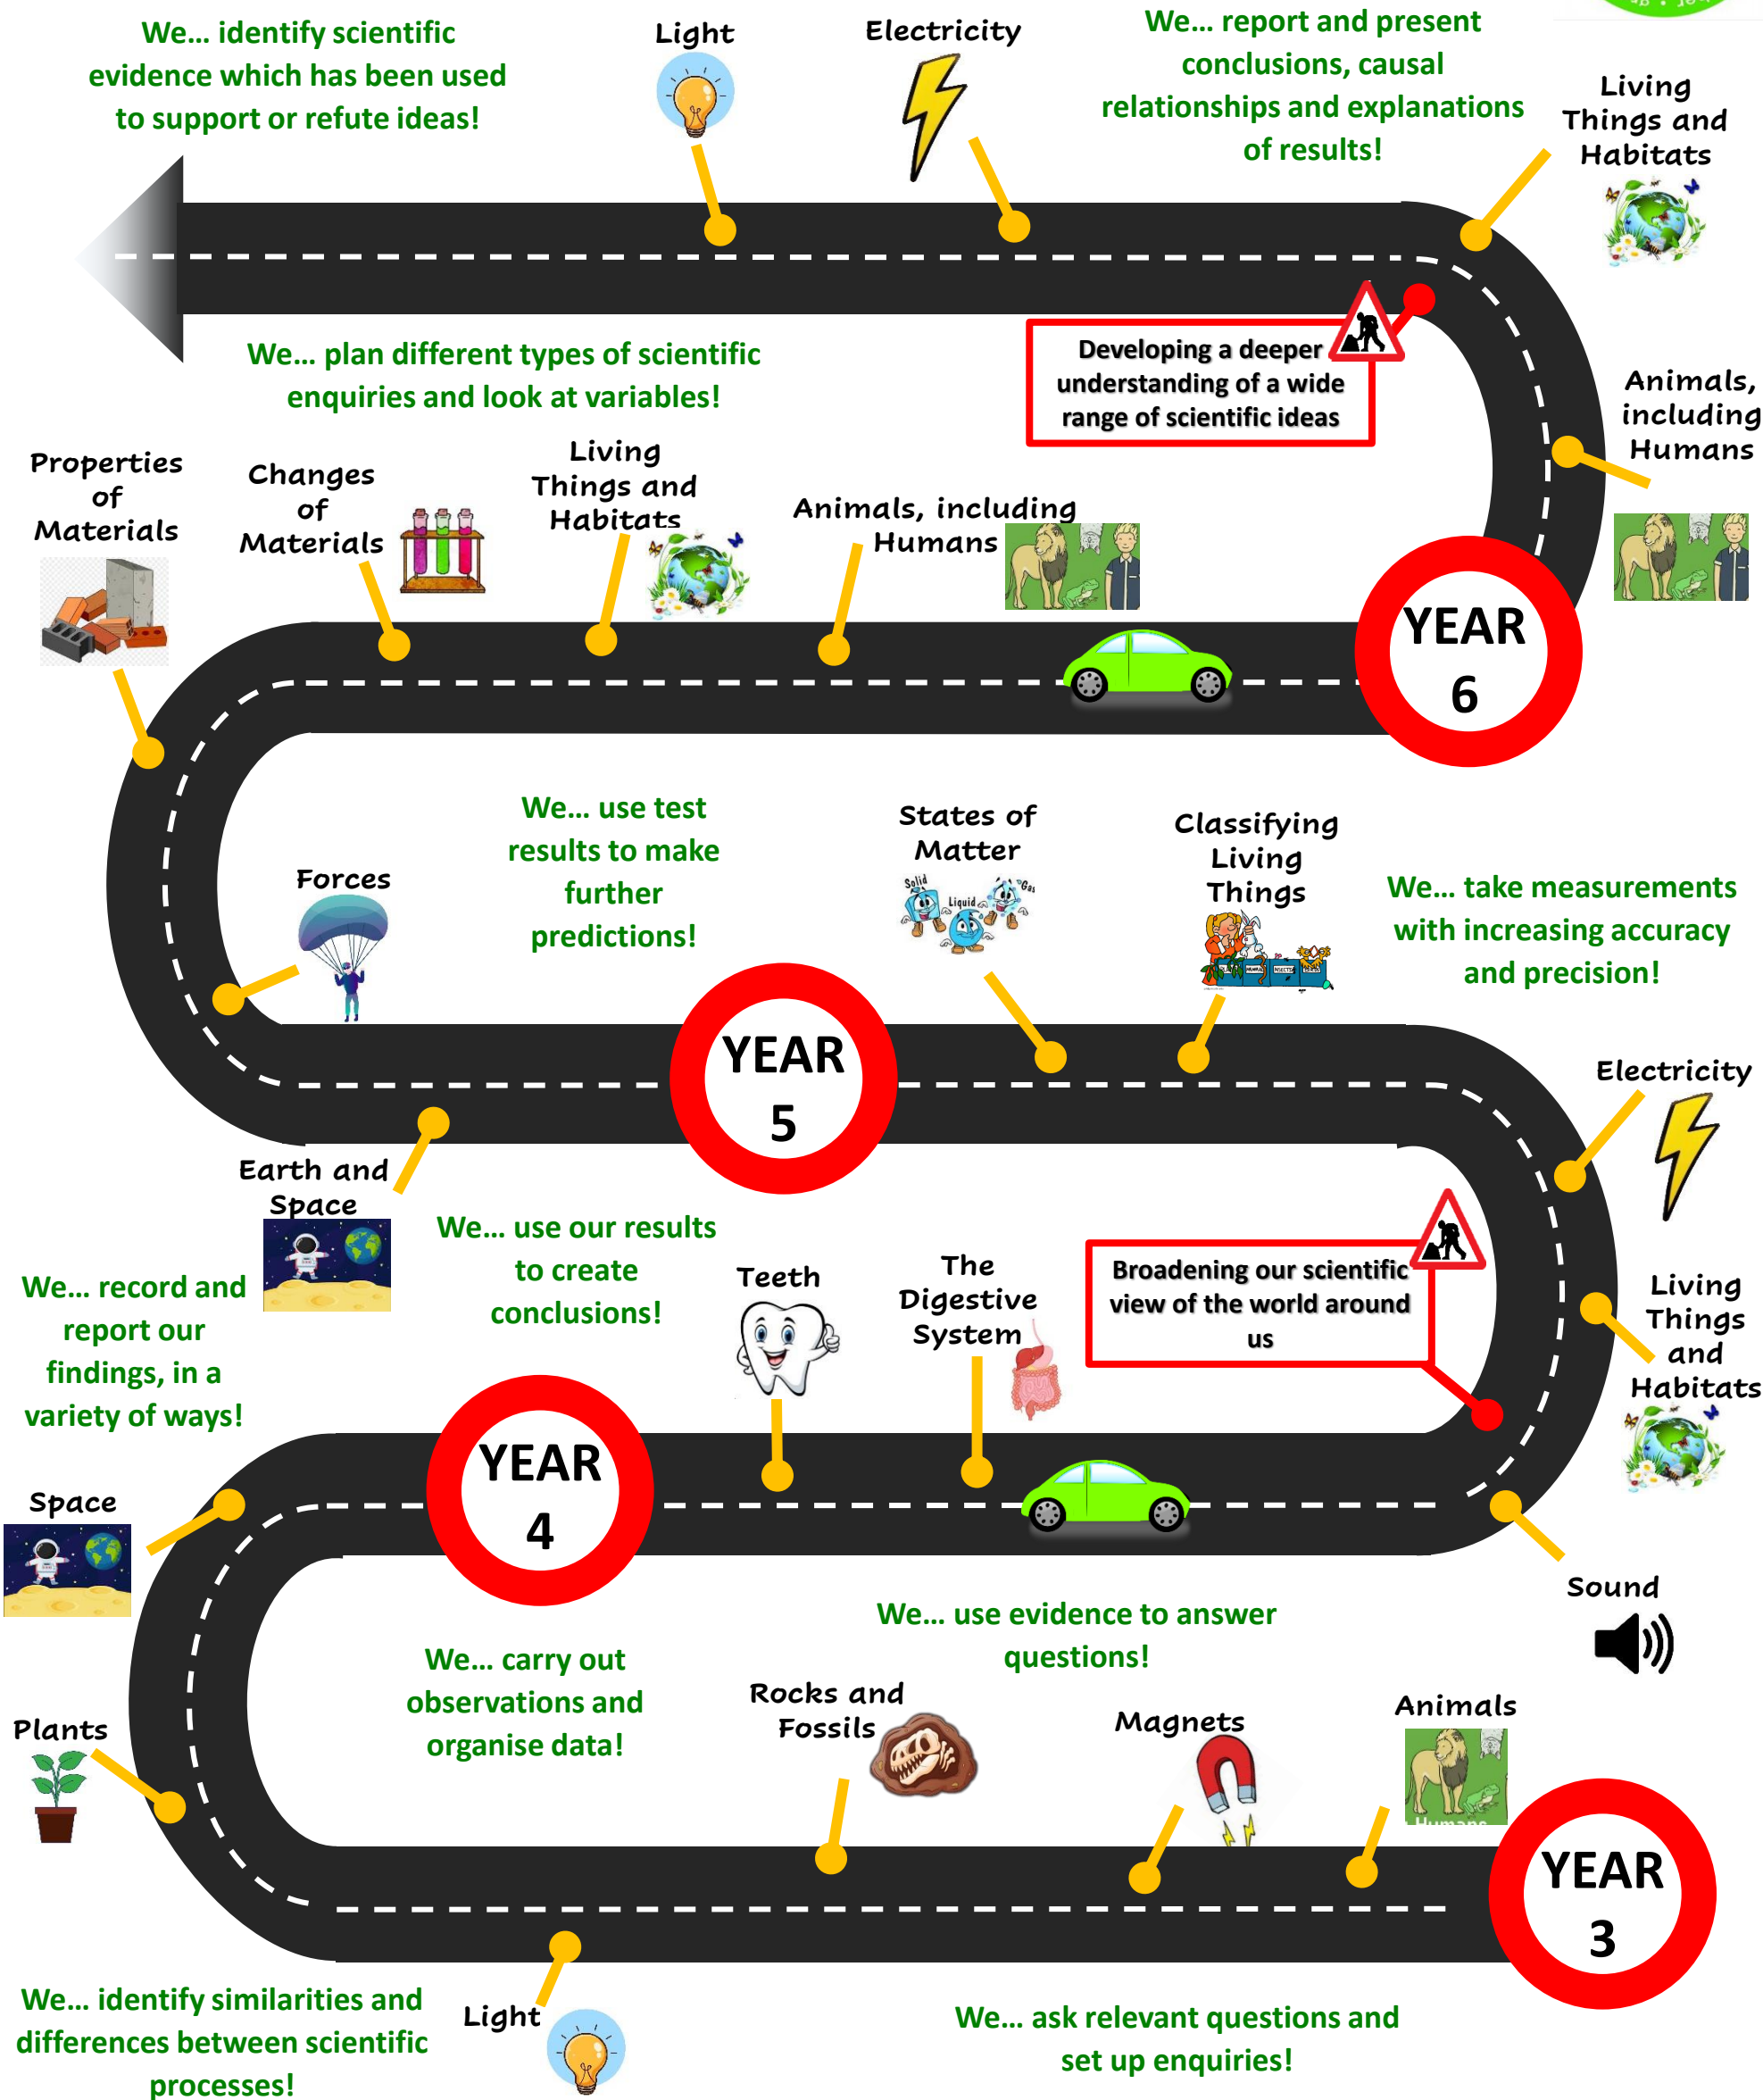 We... identify scientific
evidence which has been used
to support or refute ideas!
Light
Electricity
We... report and present
conclusions, causal
relationships and explanations
of results!
Living
Things and
Habitats
Developing a deeper
understanding of a wide
range of scientific ideas
We... plan different types of scientific
enquiries and look at variables!
Animals,
including
Humans
Properties
of
Materials
Changes
of
Materials
Living
Things and
Habitats
Animals, including
Humans
YEAR
6
We... use test
results to make
further
predictions!
States of
Matter
Solid
Liquid
Gas
Classifying
Living
Things
We... take measurements
with increasing accuracy
and precision!
Forces
YEAR
5
Electricity
Earth and
Space
We... use our results
to create
conclusions!
Teeth
The
Digestive
System
Broadening our scientific
view of the world around
us
Living
Things
and
Habitats
We... record and
report our
findings, in a
variety of ways!
YEAR
4
Space
Sound
We... use evidence to answer
questions!
We... carry out
observations and
organise data!
Rocks and
Fossils
Magnets
Animals
Humans
Plants
YEAR
3
We... identify similarities and
differences between scientific
processes!
Light
We... ask relevant questions and
set up enquiries!